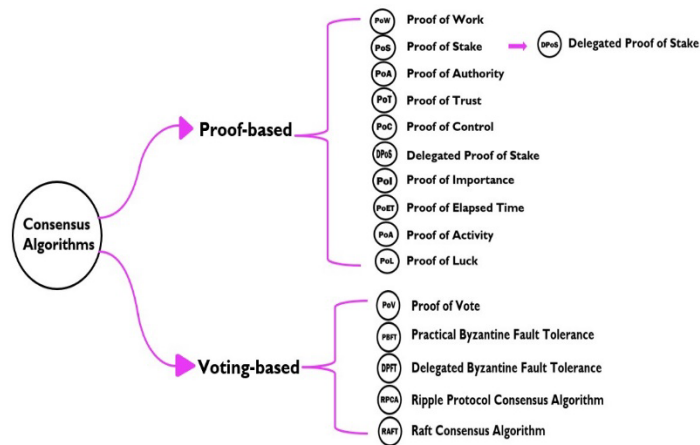 PoW Proof of Work
PoS Proof of Stake
DPoS Delegated Proof of Stake
PoA Proof of Authority
PoT Proof of Trust
Proof-based
PoC Proof of Control
DPoS Delegated Proof of Stake
PoI Proof of Importance
PoET Proof of Elapsed Time
Consensus
Algorithms
PoA Proof of Activity
PoL Proof of Luck
PoV Proof of Vote
PBFT Practical Byzantine Fault Tolerance
Voting-based
DPFT Delegated Byzantine Fault Tolerance
RPCA Ripple Protocol Consensus Algorithm
RAFT Raft Consensus Algorithm